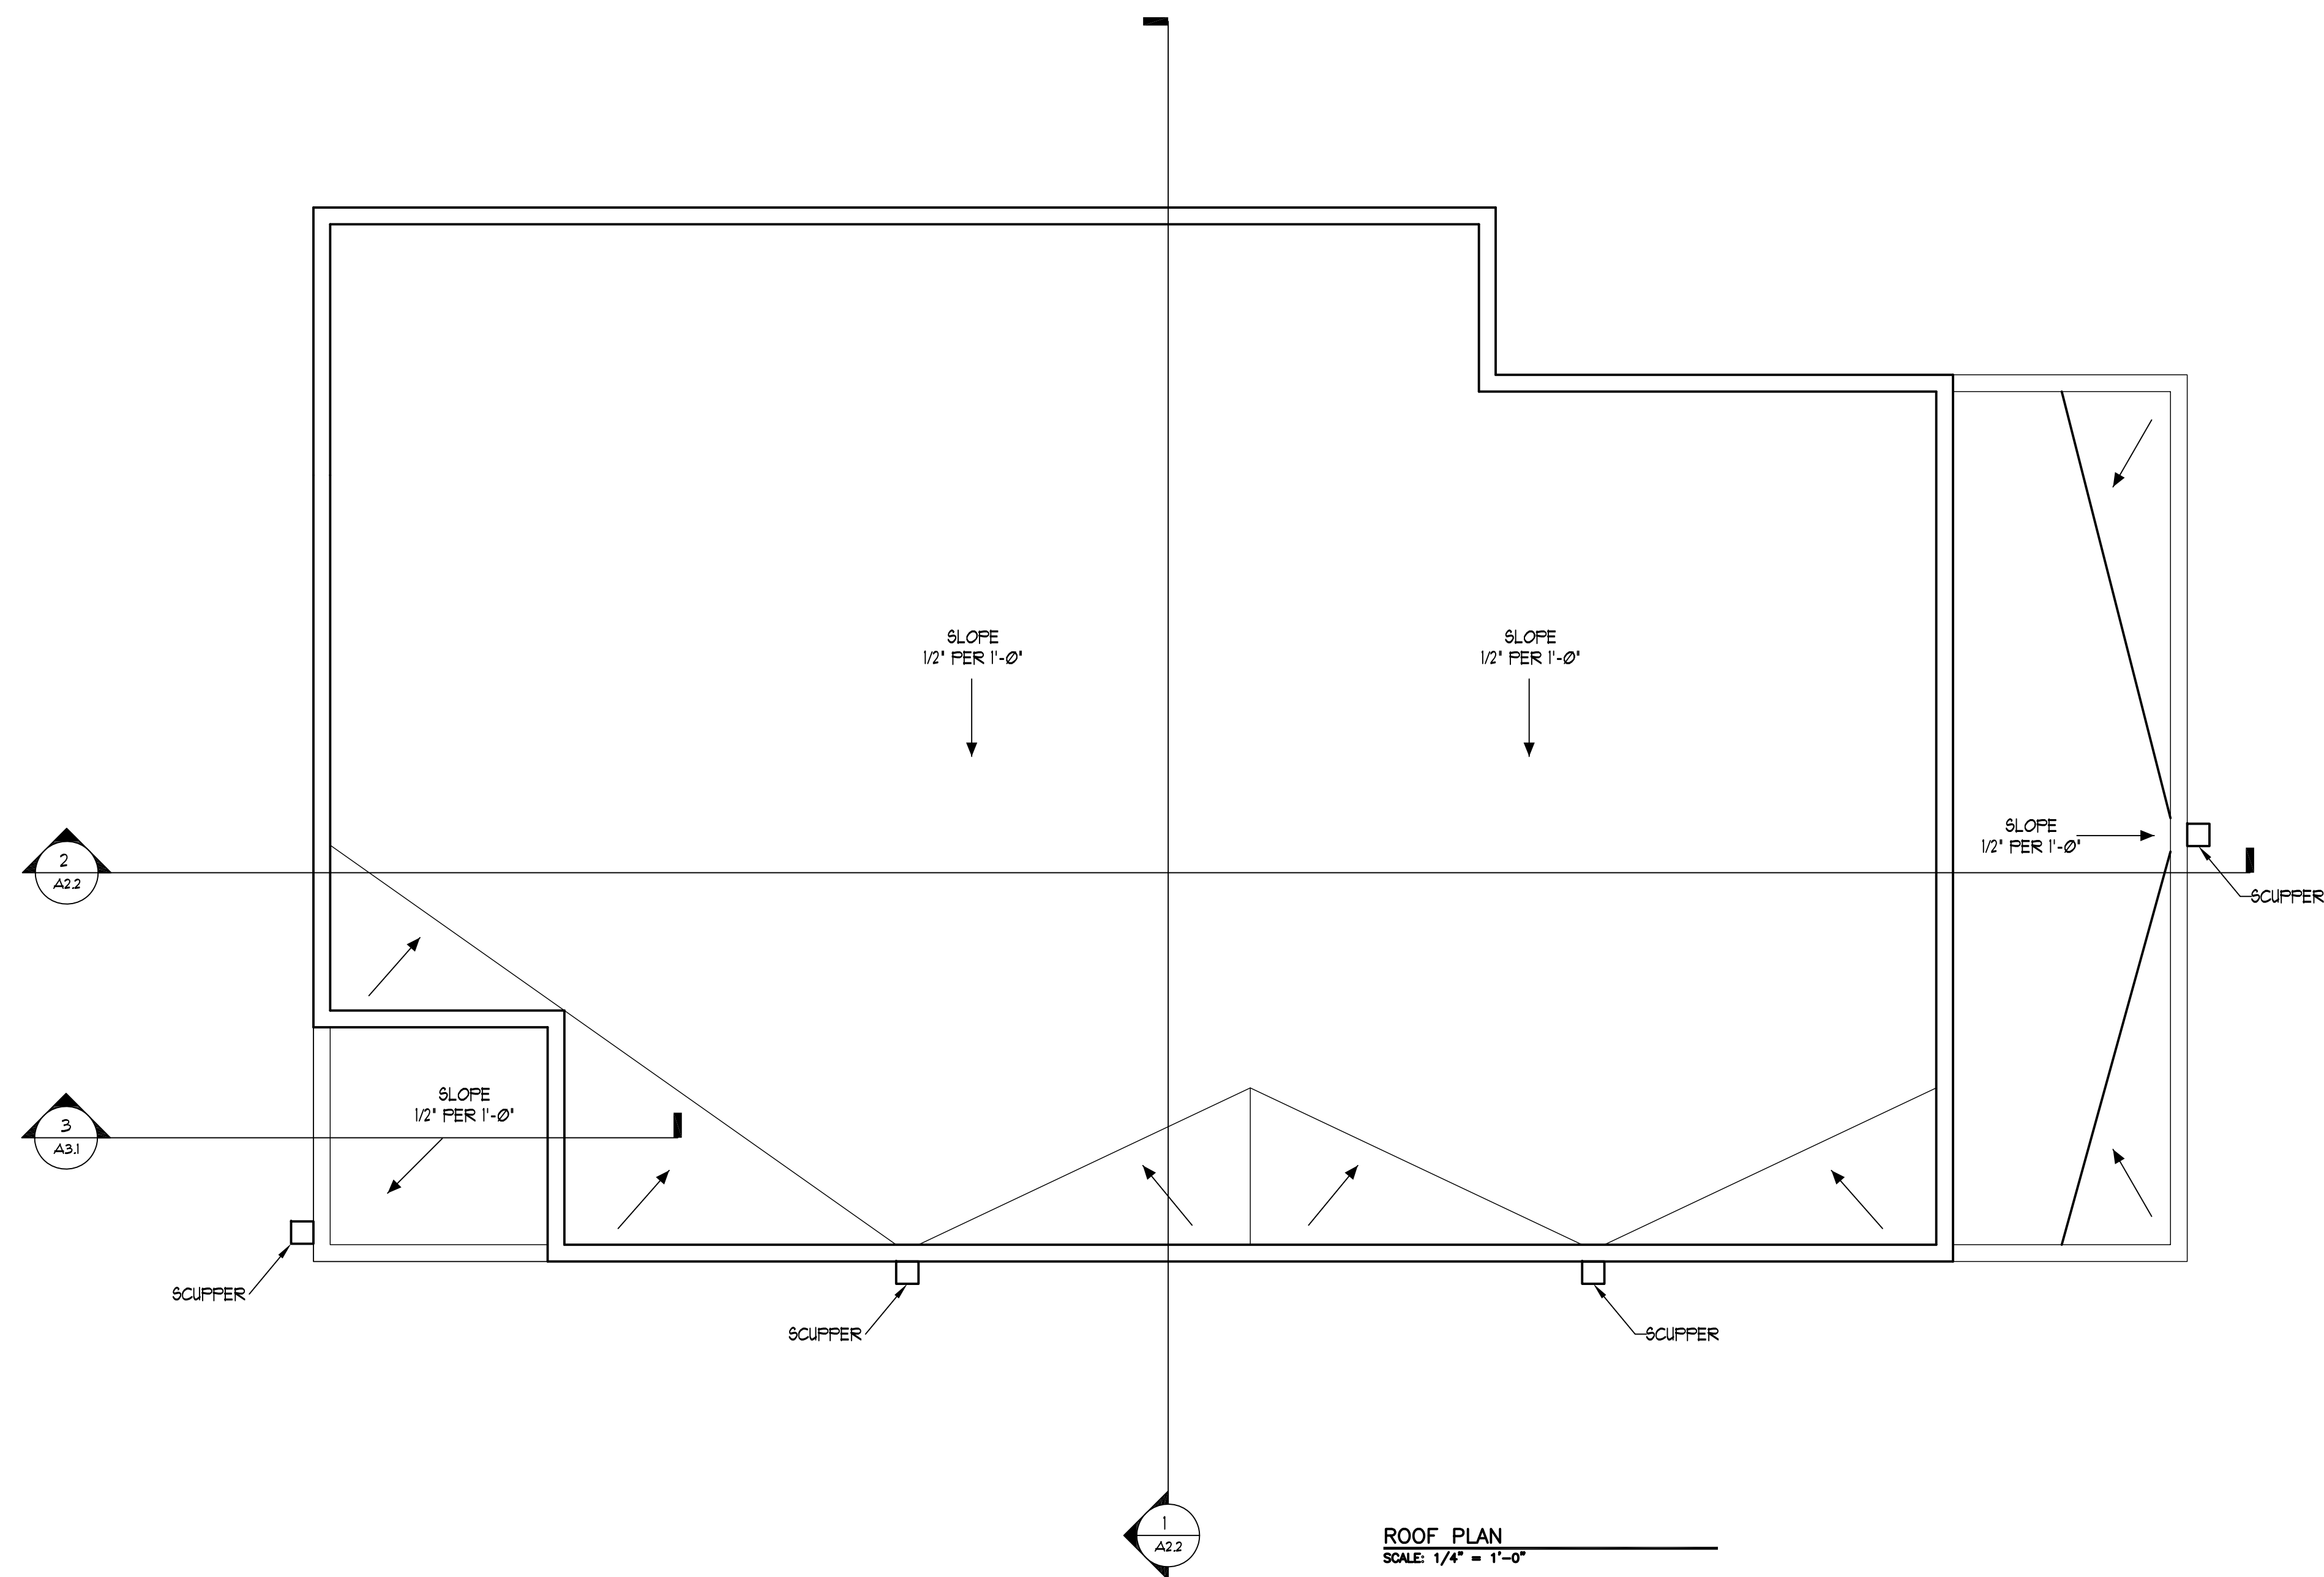 SLOPE
1/2" PER 1'-0"
SLOPE
1/2" PER 1'-0"
SLOPE
1/2" PER 1'-0"
2
A2.2
SCUPPER
SLOPE
1/2" PER 1'-0"
3
A3.1
SCUPPER
SCUPPER
SCUPPER
1
A2.2
ROOF PLAN
SCALE: 1/4" = 1'-0"